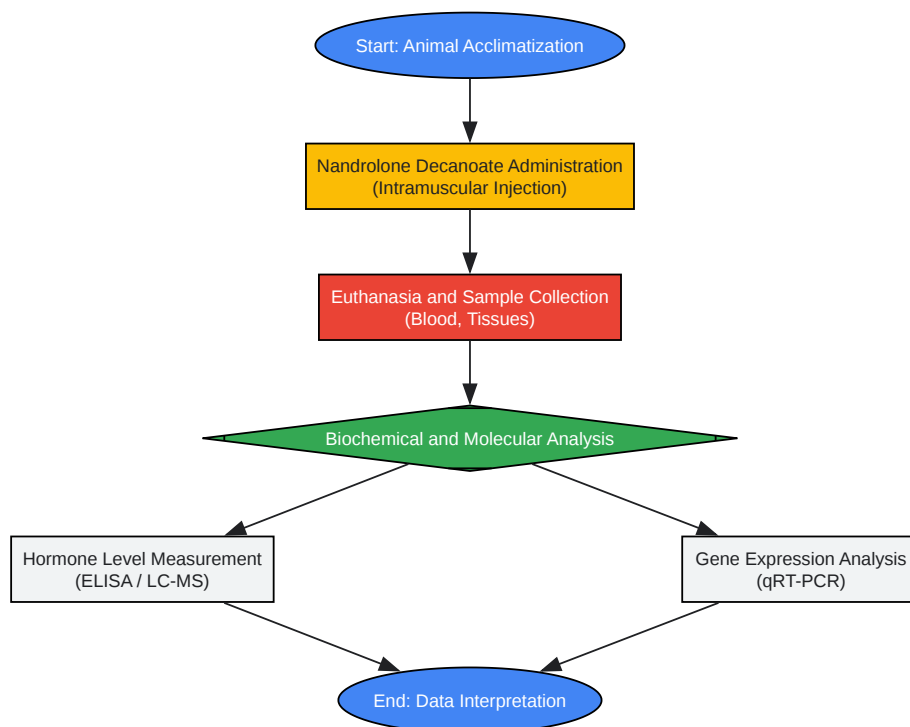 Start: Animal Acclimatization
Nandrolone Decanoate Administration
(Intramuscular Injection)
Euthanasia and Sample Collection
(Blood, Tissues)
Biochemical and Molecular Analysis
Hormone Level Measurement
(ELISA / LC-MS)
Gene Expression Analysis
(qRT-PCR)
End: Data Interpretation